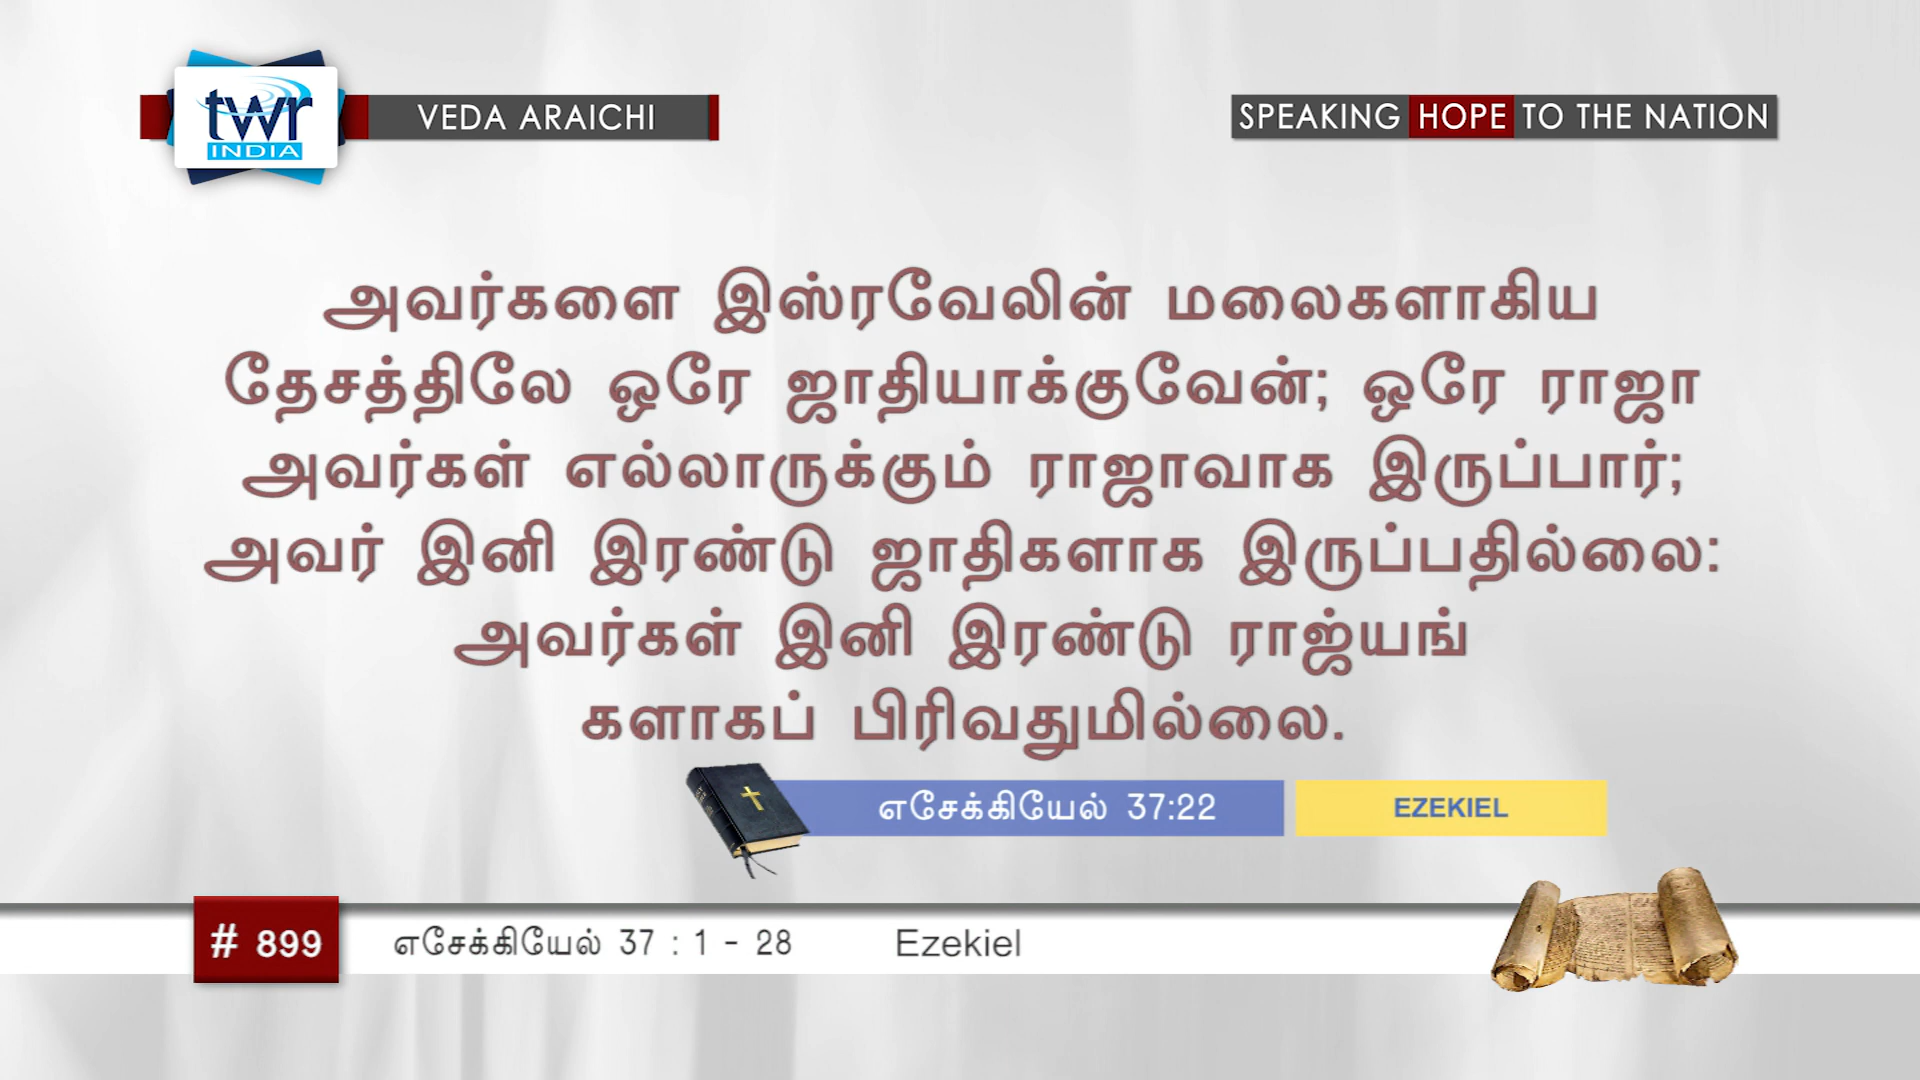 twr
INDIA
VEDA ARAICHI
SPEAKING HOPE TO THE NATION
அவர்களை இஸ்ரவேலின் மலைகளாகிய
தேசத்திலே ஒரே ஜாதியாக்குவேன்; ஒரே ராஜா
அவர்கள் எல்லாருக்கும் ராஜாவாக இருப்பார்;
அவர் இனி இரண்டு ஜாதிகளாக இருப்பதில்லை:
அவர்கள் இனி இரண்டு ராஜ்யங்
களாகப் பிரிவதுமில்லை.
எசேக்கியேல் 37:22
EZEKIEL
# 899
எசேக்கியேல் 37 : 1 - 28
Ezekiel